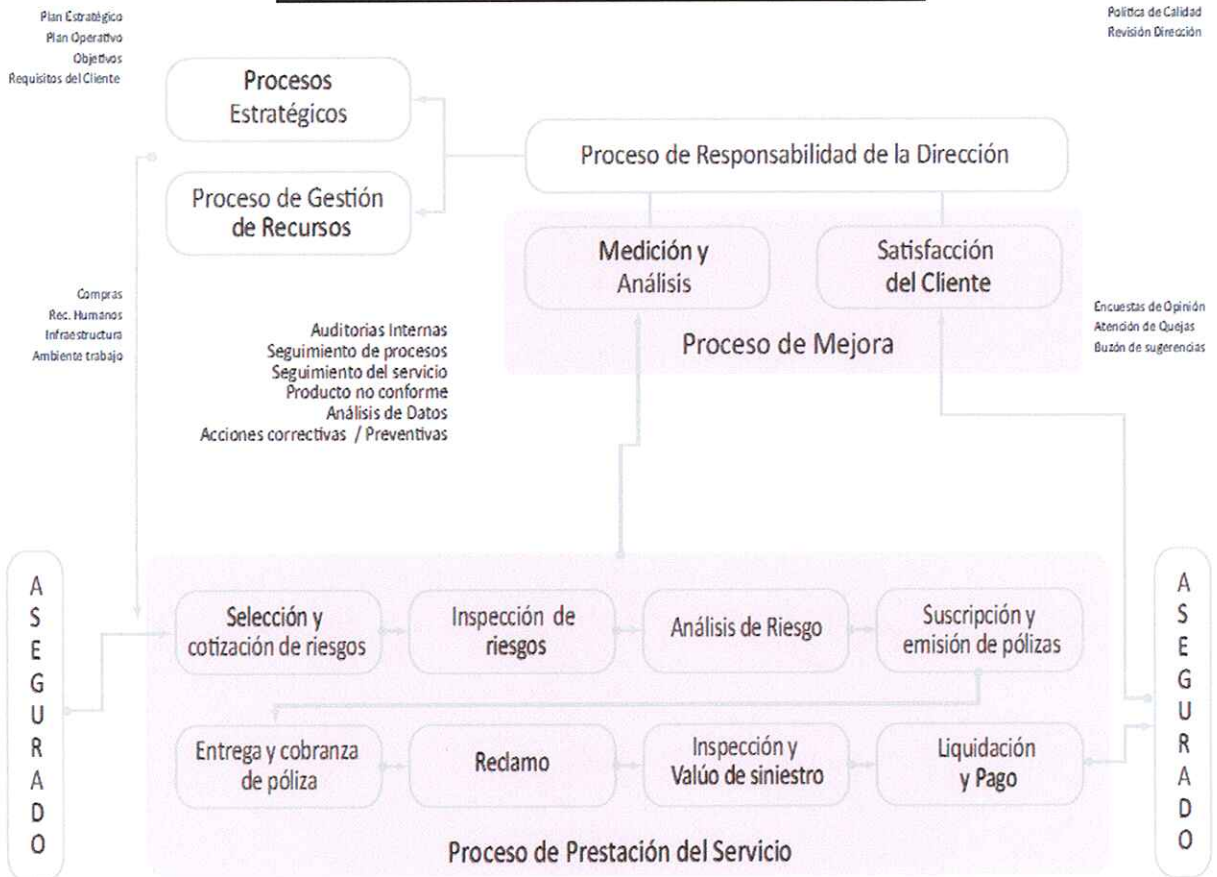 Plan Estratégico
Plan Operativo
Objetivos
Requisitos del Cliente
Política de Calidad
Revisión Dirección
Procesos
Estratégicos
Proceso de Responsabilidad de la Dirección
Proceso de Gestión
de Recursos
Medición y
Análisis
Satisfacción
del Cliente
Proceso de Mejora
Compras
Rec. Humanos
Infraestructura
Ambiente trabajo
Auditorias Internas
Seguimiento de procesos
Seguimiento del servicio
Producto no conforme
Análisis de Datos
Acciones correctivas / Preventivas
Encuestas de Opinión
Atención de Quejas
Buzón de sugerencias
A
S
E
G
U
R
A
D
O
Selección y
cotización de riesgos
Inspección de
riesgos
Análisis de Riesgo
Suscripción y
emisión de pólizas
Entrega y cobranza
de póliza
Reclamo
Inspección y
Valúo de siniestro
Liquidación
y Pago
Proceso de Prestación del Servicio
A
S
E
G
U
R
A
D
O